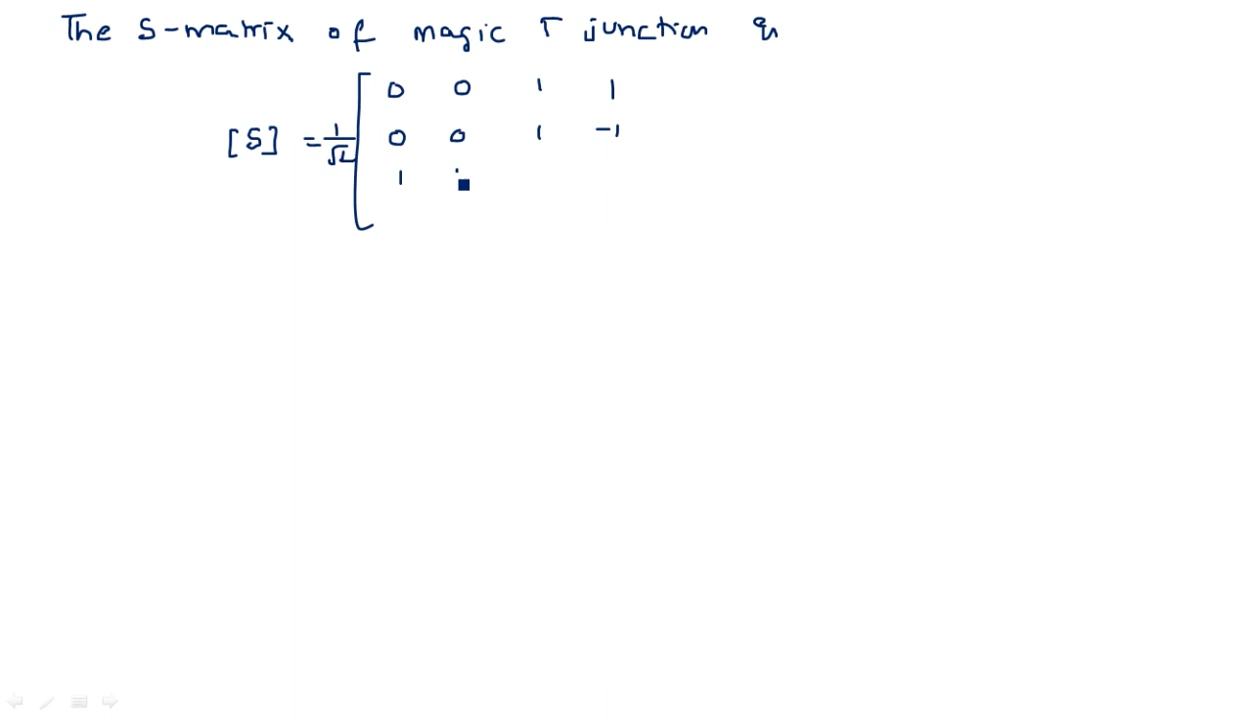 The S-matrix of magic T junction is
0 0 1 1
[S] = 1/√2 0 0 1 -1
1